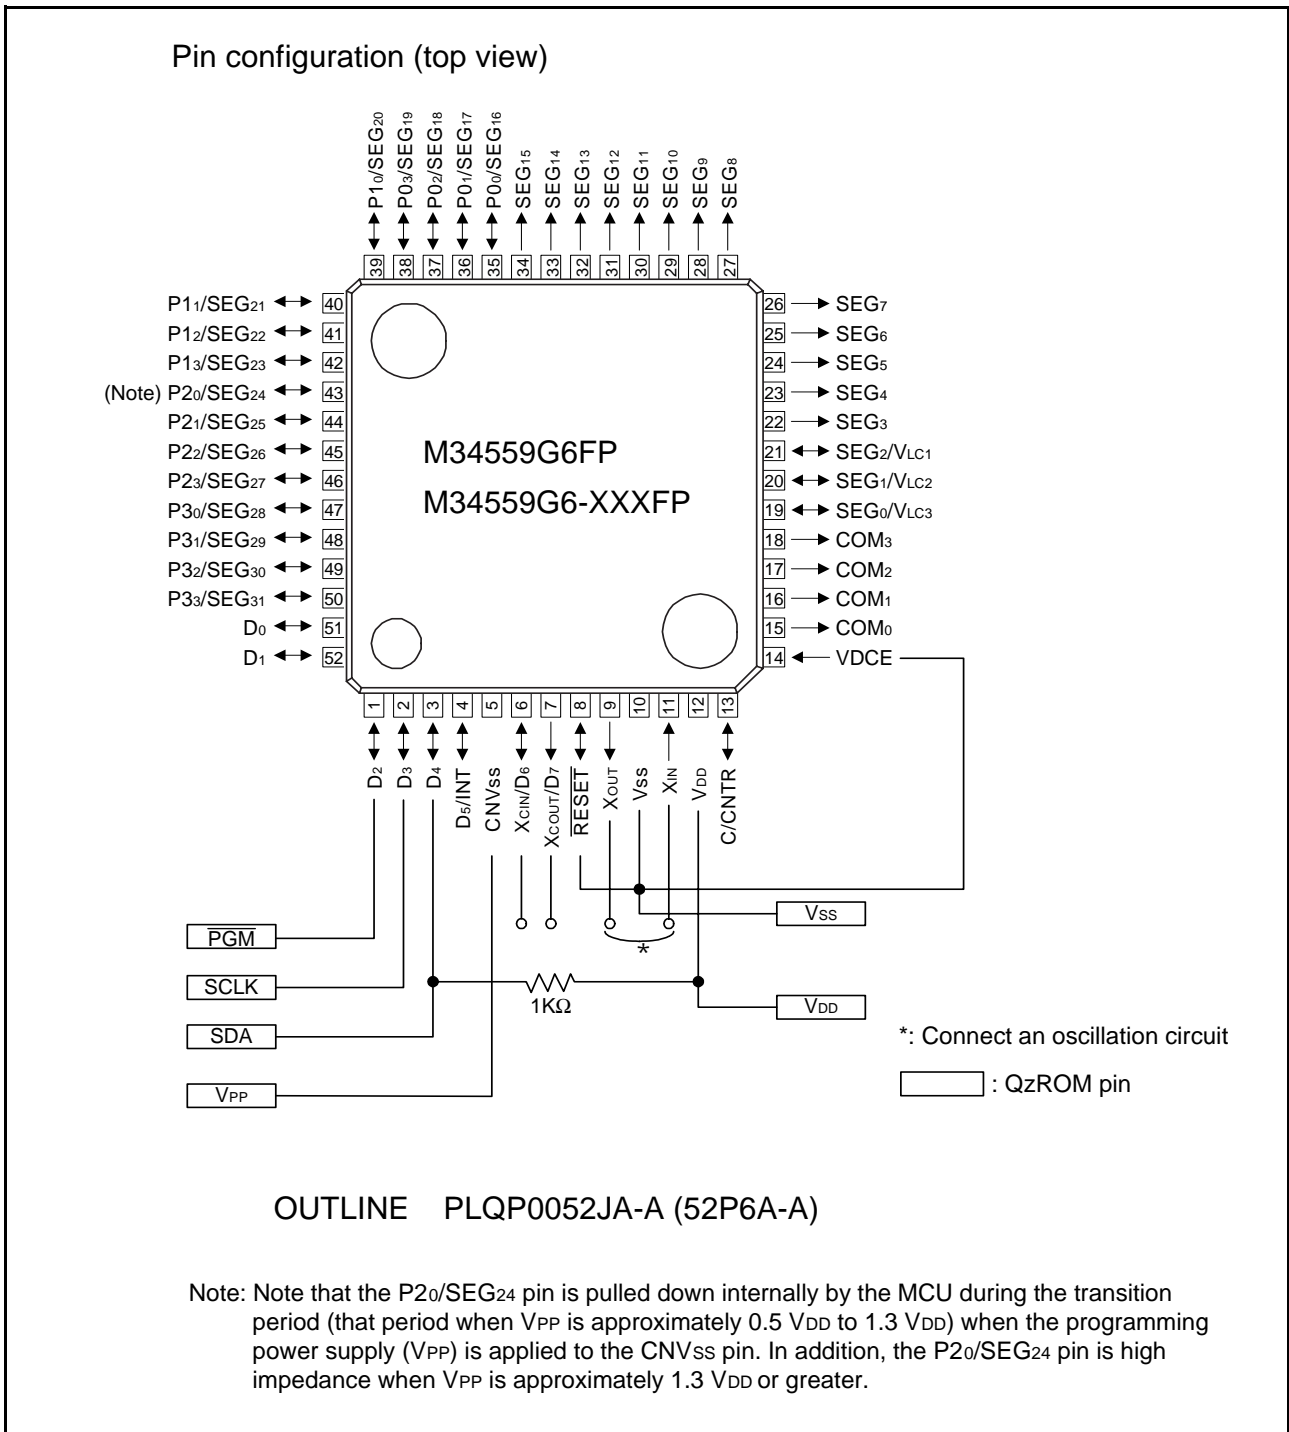 Pin configuration (top view)
P10/SEG20
P03/SEG19
P02/SEG18
P01/SEG17
P00/SEG16
SEG15
SEG14
SEG13
SEG12
SEG11
SEG10
SEG9
SEG8
39 38 37 36 35 34 33 32 31 30 29 28 27
P11/SEG21 40
P12/SEG22 41
P13/SEG23 42
(Note) P20/SEG24 43
P21/SEG25 44
P22/SEG26 45
P23/SEG27 46
P30/SEG28 47
P31/SEG29 48
P32/SEG30 49
P33/SEG31 50
D0 51
D1 52
M34559G6FP
M34559G6-XXXFP
26 SEG7
25 SEG6
24 SEG5
23 SEG4
22 SEG3
21 SEG2/VLC1
20 SEG1/VLC2
19 SEG0/VLC3
18 COM3
17 COM2
16 COM1
15 COM0
14 VDCE
1 2 3 4 5 6 7 8 9 10 11 12 13
D2
D3
D4
D5/INT
CNVss
XCIN/D6
XCOUT/D7
RESET
XOUT
Vss
XIN
VDD
C/CNTR
PGM
SCLK
SDA
VPP
1KΩ
*
VSS
VDD
*: Connect an oscillation circuit
: QzROM pin
OUTLINE PLQP0052JA-A (52P6A-A)
Note: Note that the P20/SEG24 pin is pulled down internally by the MCU during the transition
period (that period when VPP is approximately 0.5 VDD to 1.3 VDD) when the programming
power supply (VPP) is applied to the CNVSS pin. In addition, the P20/SEG24 pin is high
impedance when VPP is approximately 1.3 VDD or greater.